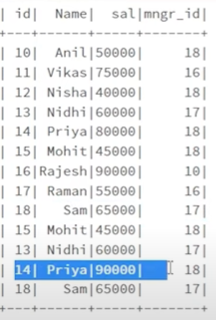 | id|  Name|  sal|mngr_id|
+---+------+-----+-------+
| 10|  Anil|50000|     18|
| 11| Vikas|75000|     16|
| 12| Nisha|40000|     18|
| 13| Nidhi|60000|     17|
| 14| Priya|80000|     18|
| 15| Mohit|45000|     18|
| 16|Rajesh|90000|     10|
| 17| Raman|55000|     16|
| 18|   Sam|65000|     17|
| 15| Mohit|45000|     18|
| 13| Nidhi|60000|     17|
| 14| Priya|90000|     18|
| 18|   Sam|65000|     17|
+---+------+-----+-------+